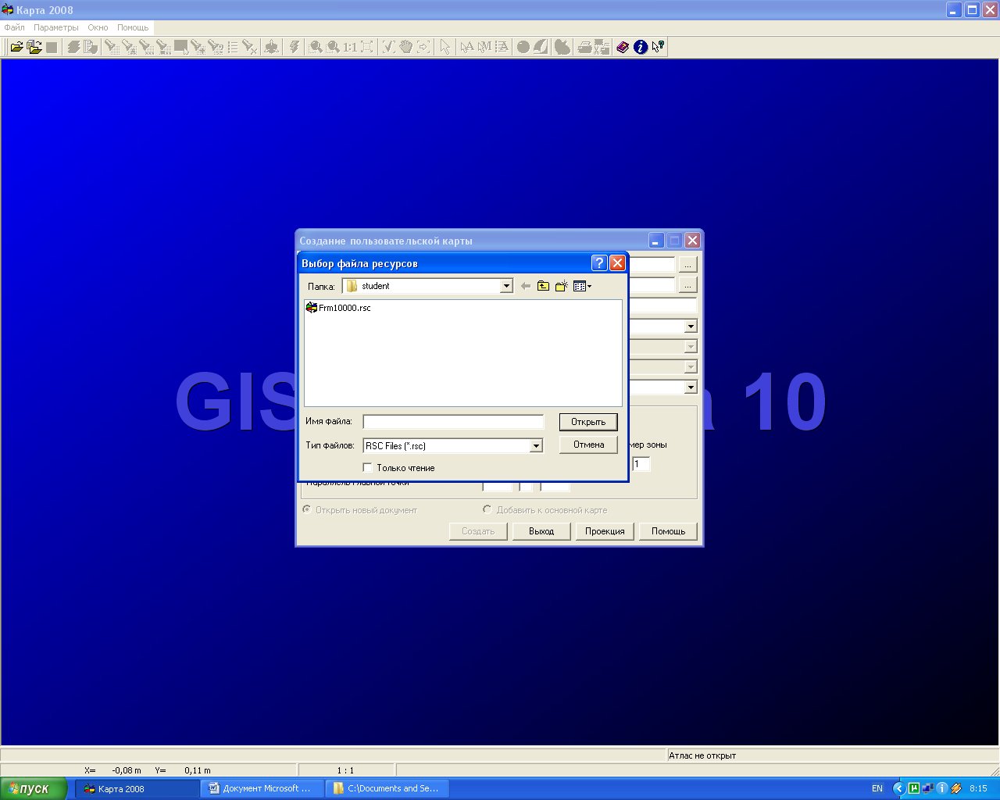 Карта 2008
Файл Параметры Окно Помощь
1:1
GIS
10
Создание пользовательской карты
Выбор файла ресурсов
Папка: student
...
...
Frm10000.rsc
Имя файла: Открыть
Тип файлов: RSC Files (*.rsc) Отмена
мер зоны
1
Только чтение
Параллель главной точки
Открыть новый документ Добавить к основной карте
Создать Выход Проекция Помощь
Атлас не открыт
X= -0,08 m Y= 0,11 m 1 : 1
пуск Карта 2008 Документ Microsoft ... C:\Documents and Se... EN 8:15